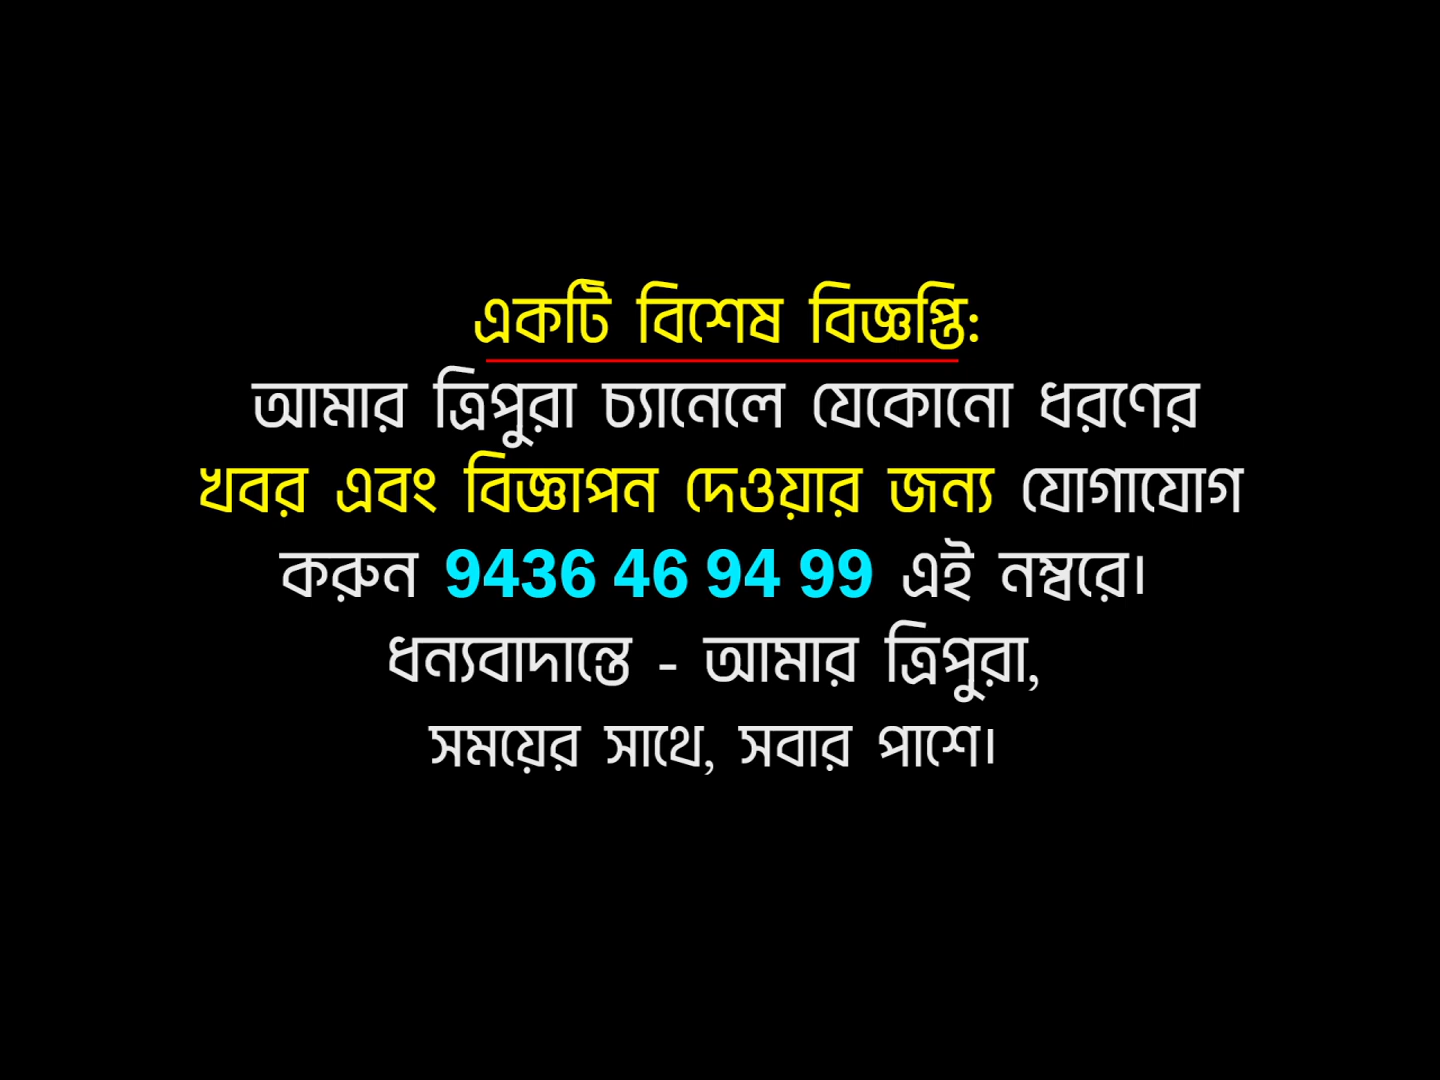 একটি বিশেষ বিজ্ঞপ্তি:
আমার ত্রিপুরা চ্যানেলে যেকোনো ধরণের
খবর এবং বিজ্ঞাপন দেওয়ার জন্য যোগাযোগ
করুন 9436 46 94 99 এই নম্বরে।
ধন্যবাদান্তে - আমার ত্রিপুরা,
সময়ের সাথে, সবার পাশে।